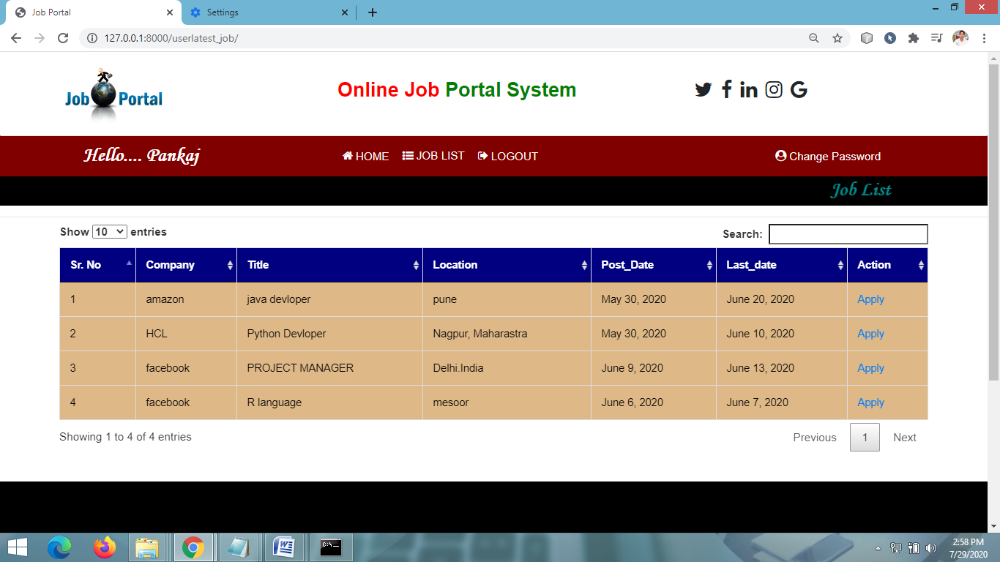 Job Portal
Settings
127.0.0.1:8000/userlatest_job/
Job Portal
Online Job Portal System
Hello.... Pankaj
HOME JOB LIST LOGOUT
Change Password
Job List
Show 10 entries
Search:
Sr. No Company Title Location Post_Date Last_date Action
1 amazon java devloper pune May 30, 2020 June 20, 2020 Apply
2 HCL Python Devloper Nagpur, Maharastra May 30, 2020 June 10, 2020 Apply
3 facebook PROJECT MANAGER Delhi.India June 9, 2020 June 13, 2020 Apply
4 facebook R language mesoor June 6, 2020 June 7, 2020 Apply
Showing 1 to 4 of 4 entries
Previous 1 Next
2:58 PM
7/29/2020